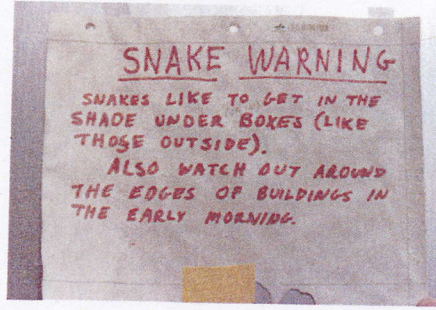 SNAKE WARNING
SNAKES LIKE TO GET IN THE
SHADE UNDER BOXES (LIKE
THOSE OUTSIDE).
ALSO WATCH OUT AROUND
THE EDGES OF BUILDINGS IN
THE EARLY MORNING.